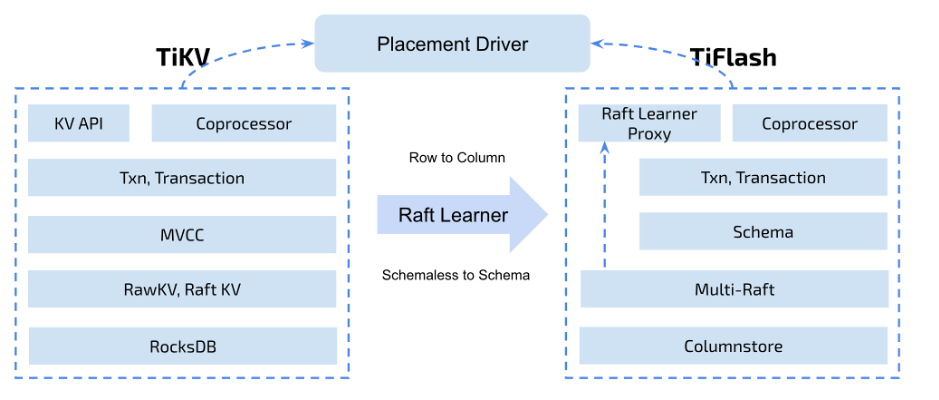 Placement Driver
TiKV
KV API
Coprocessor
Txn, Transaction
MVCC
RawKV, Raft KV
RocksDB
Row to Column
Raft Learner
Schemaless to Schema
TiFlash
Raft Learner
Proxy
Coprocessor
Txn, Transaction
Schema
Multi-Raft
Columnstore